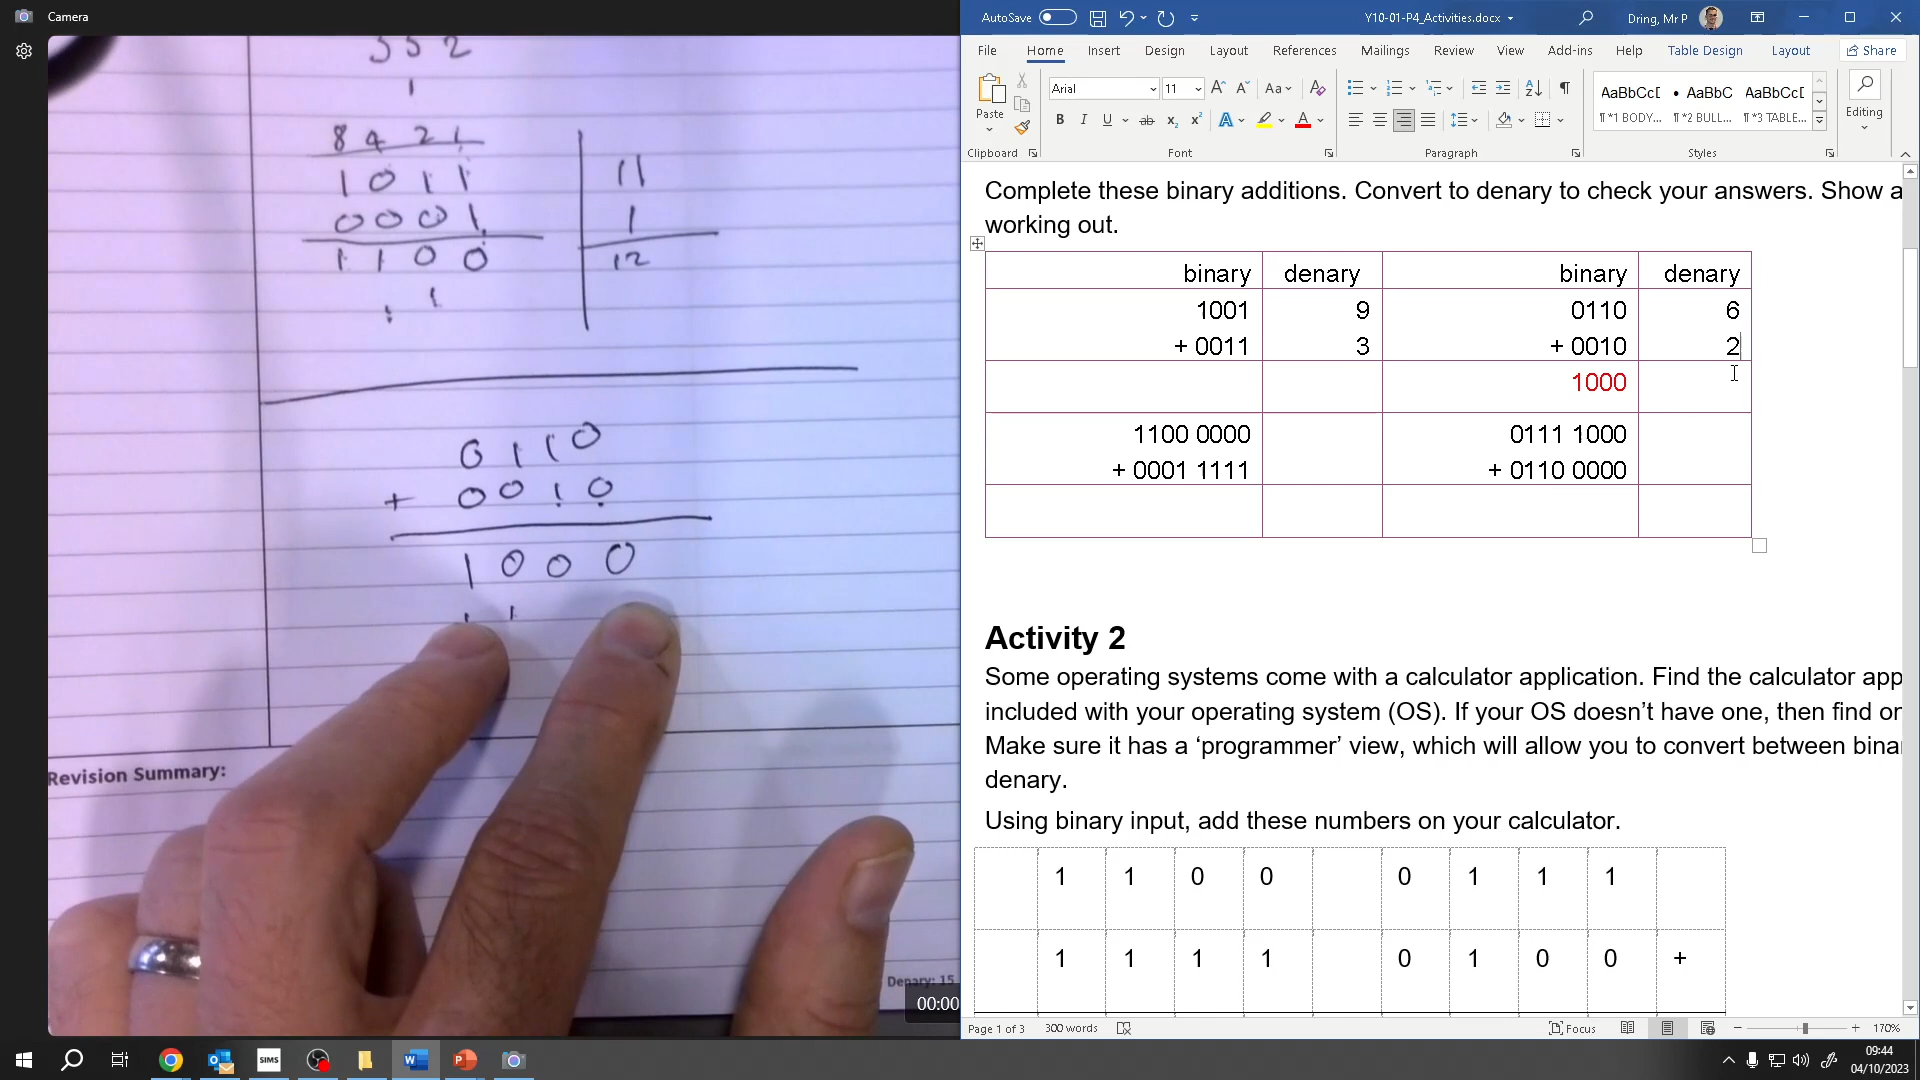 Camera
352
1
8 4 2 1
1 0 1 1 11
0 0 0 1 1
1 1 0 0 12
1 1
0 1 1 0
+ 0 0 1 0
1 0 0 0
1 1
Revision Summary:
Denary: 15
00:00
AutoSave Y10-01-P4_Activities.docx Dring, Mr P
File Home Insert Design Layout References Mailings Review View Add-ins Help Table Design Layout Share
Paste Arial 11 AaBbCcI AaBbC AaBbCcI Editing
¶ *1 BODY... ¶ *2 BULL... ¶ *3 TABLE...
Clipboard Font Paragraph Styles
Complete these binary additions. Convert to denary to check your answers. Show a
working out.
binary denary binary denary
1001 9 0110 6
+ 0011 3 + 0010 2
1000
1100 0000 0111 1000
+ 0001 1111 + 0110 0000
Activity 2
Some operating systems come with a calculator application. Find the calculator app
included with your operating system (OS). If your OS doesn’t have one, then find or
Make sure it has a ‘programmer’ view, which will allow you to convert between bina
denary.
Using binary input, add these numbers on your calculator.
1 1 0 0 0 1 1 1
1 1 1 1 0 1 0 0 +
Page 1 of 3 300 words Focus 170%
SIMS
09:44
04/10/2023